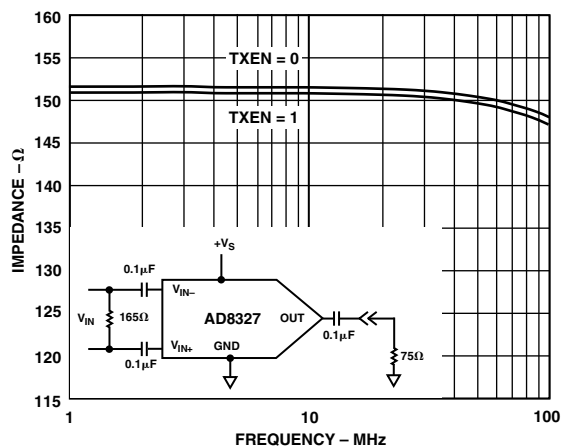 160
155
150
145
140
135
130
125
120
115
IMPEDANCE – Ω
TXEN = 0
TXEN = 1
+VS
0.1μF
VIN–
VIN
165Ω
AD8327
OUT
0.1μF
VIN+
GND
0.1μF
75Ω
1
10
100
FREQUENCY – MHz